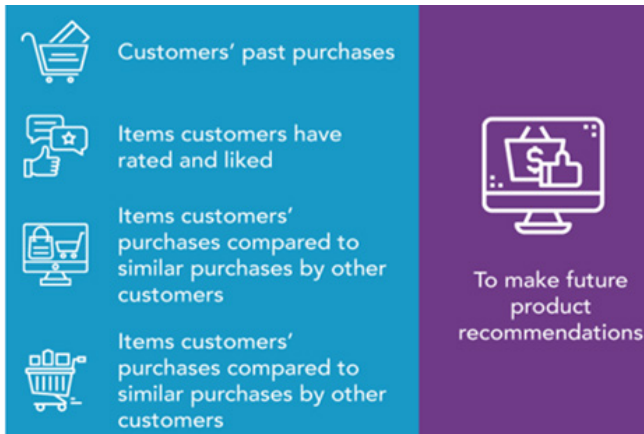 Customers' past purchases
Items customers have
rated and liked
Items customers'
purchases compared to
similar purchases by other
customers
Items customers'
purchases compared to
similar purchases by other
customers
$
To make future
product
recommendations